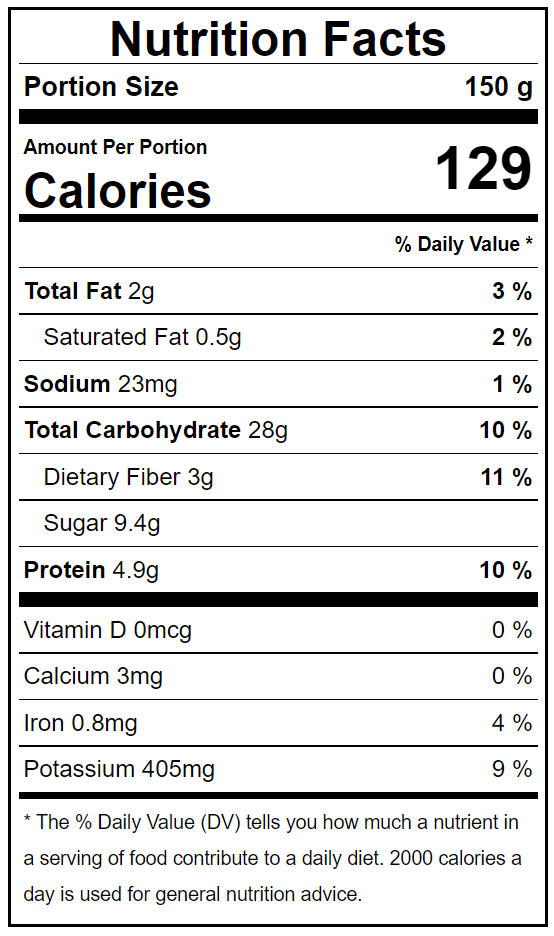 Nutrition Facts
Portion Size 150 g
Amount Per Portion
Calories 129
% Daily Value *
Total Fat 2g 3 %
Saturated Fat 0.5g 2 %
Sodium 23mg 1 %
Total Carbohydrate 28g 10 %
Dietary Fiber 3g 11 %
Sugar 9.4g
Protein 4.9g 10 %
Vitamin D 0mcg 0 %
Calcium 3mg 0 %
Iron 0.8mg 4 %
Potassium 405mg 9 %
* The % Daily Value (DV) tells you how much a nutrient in
a serving of food contribute to a daily diet. 2000 calories a
day is used for general nutrition advice.